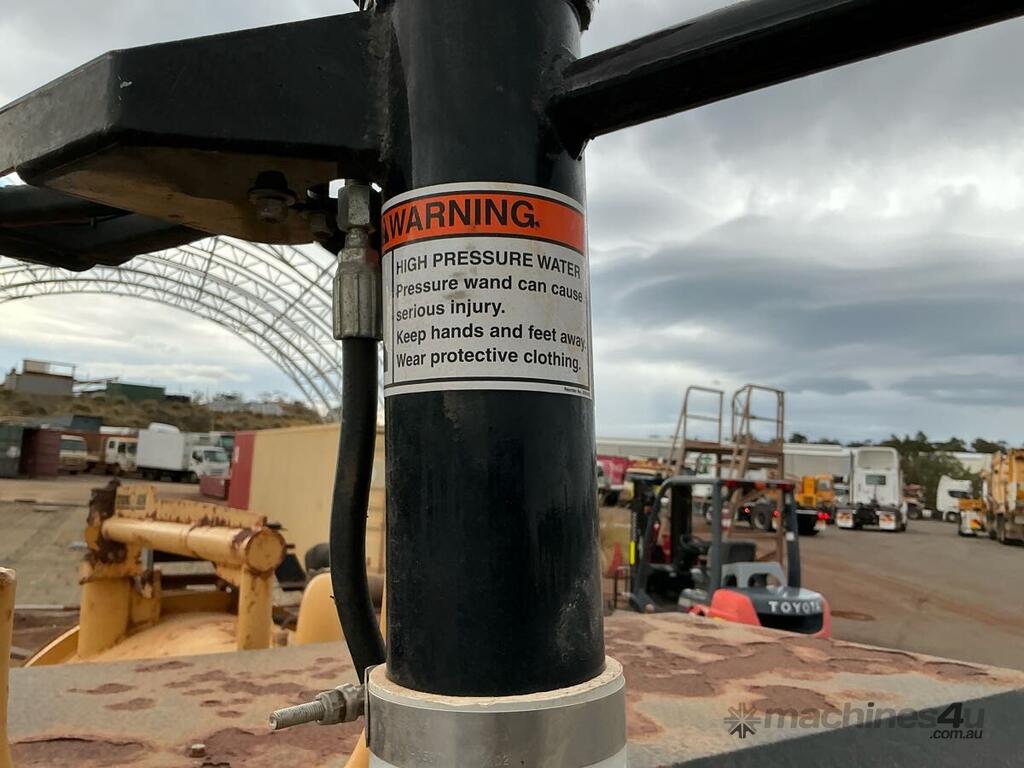 WARNING
HIGH PRESSURE WATER
Pressure wand can cause
serious injury.
Keep hands and feet away.
Wear protective clothing.
TOYOTA
machines4u
.com.au